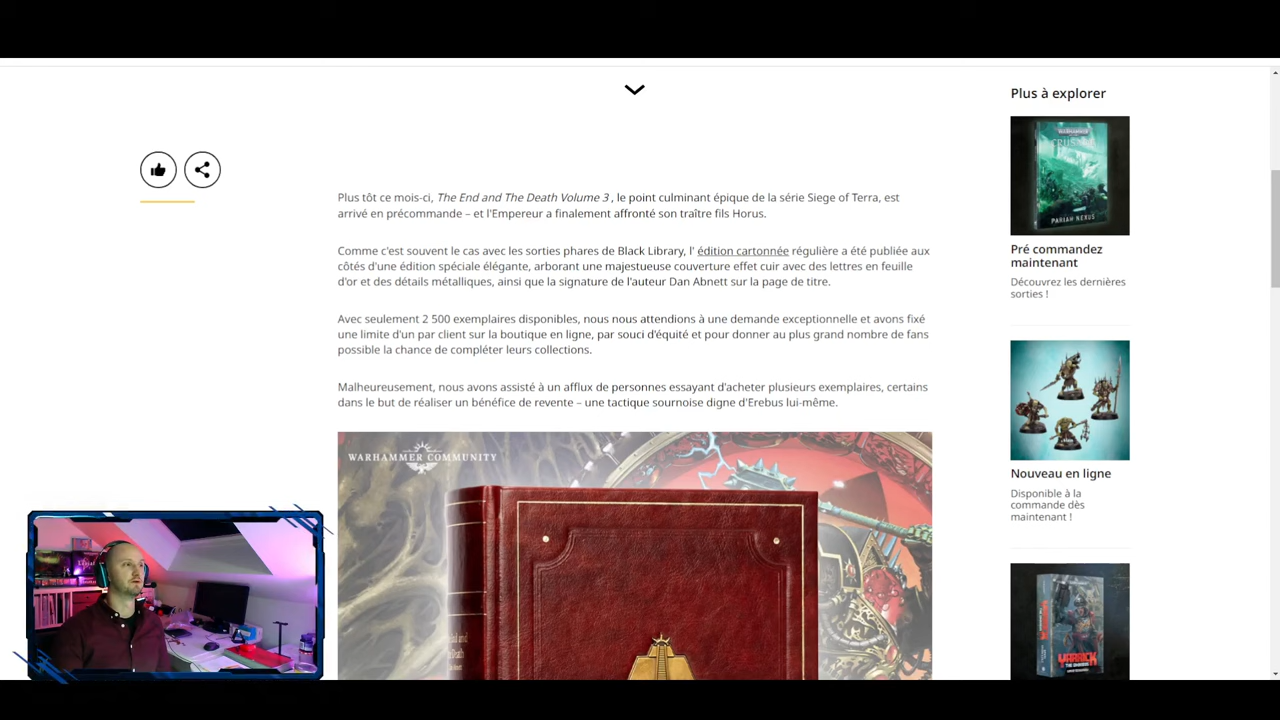 Plus tôt ce mois-ci, The End and The Death Volume 3 , le point culminant épique de la série Siege of Terra, est
arrivé en précommande – et l'Empereur a finalement affronté son traître fils Horus.
Comme c'est souvent le cas avec les sorties phares de Black Library, l' édition cartonnée régulière a été publiée aux
côtés d'une édition spéciale élégante, arborant une majestueuse couverture effet cuir avec des lettres en feuille
d'or et des détails métalliques, ainsi que la signature de l'auteur Dan Abnett sur la page de titre.
Avec seulement 2 500 exemplaires disponibles, nous nous attendions à une demande exceptionnelle et avons fixé
une limite d'un par client sur la boutique en ligne, par souci d'équité et pour donner au plus grand nombre de fans
possible la chance de compléter leurs collections.
Malheureusement, nous avons assisté à un afflux de personnes essayant d'acheter plusieurs exemplaires, certains
dans le but de réaliser un bénéfice de revente – une tactique sournoise digne d'Erebus lui-même.
WARHAMMER COMMUNITY
Plus à explorer
PARIAH NEXUS
Pré commandez
maintenant
Découvrez les dernières
sorties !
Nouveau en ligne
Disponible à la
commande dès
maintenant !
YARRICK